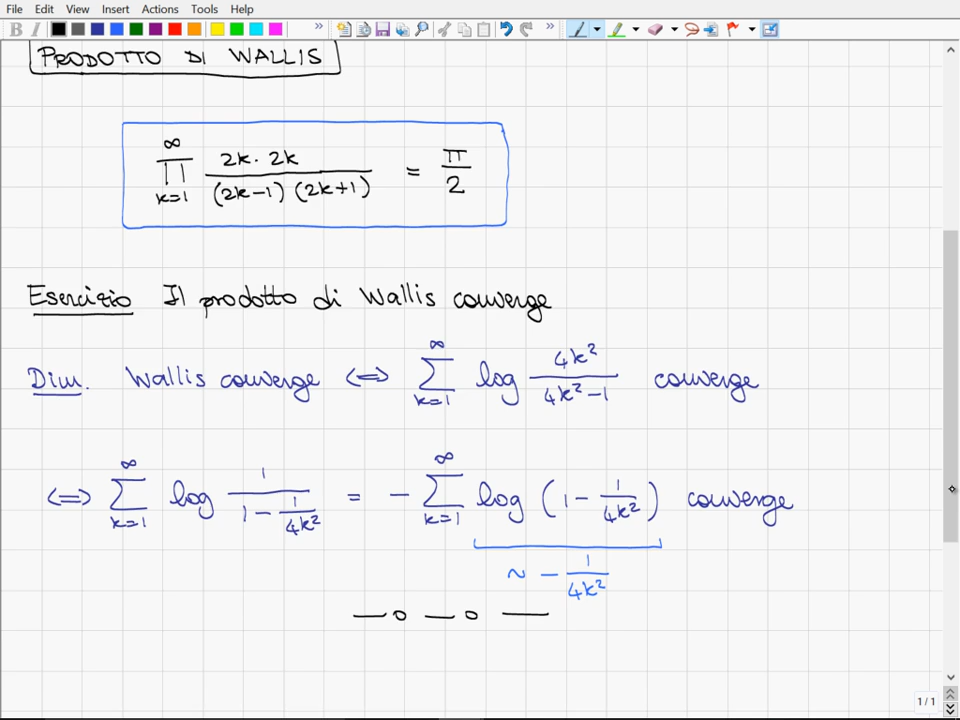 File Edit View Insert Actions Tools Help
B I » »
PRODOTTO DI WALLIS
∞
∏ 2k · 2k / (2k−1) (2k+1) = π/2
k=1
Esercizio Il prodotto di Wallis converge
∞
Dim. Wallis converge ⟺ ∑ log 4k² / 4k²−1 converge
k=1
∞ ∞
⟺ ∑ log 1 / 1 − 1/4k² = − ∑ log (1 − 1/4k²) converge
k=1 k=1
~ − 1/4k²
—o—o—
1/1